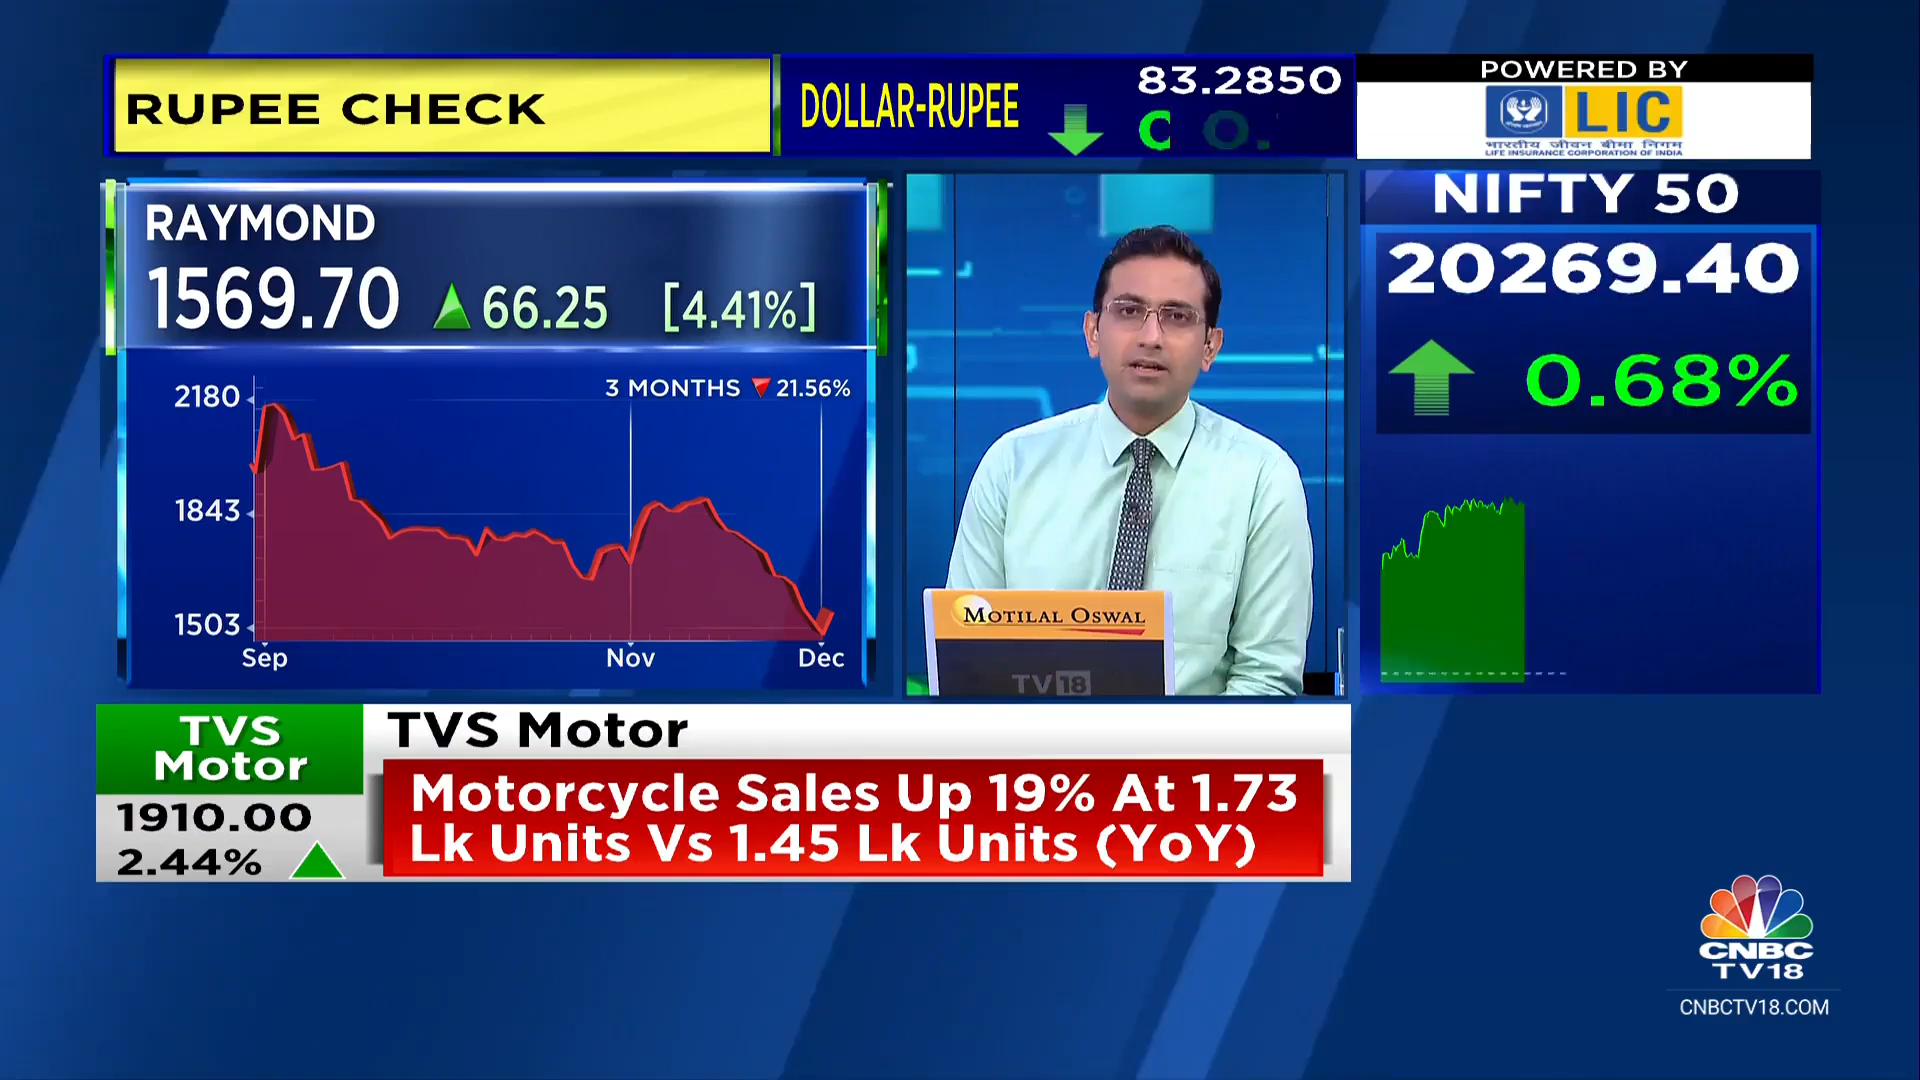 RUPEE CHECK
DOLLAR-RUPEE
83.2850
POWERED BY
LIC
भारतीय जीवन बीमा निगम
LIFE INSURANCE CORPORATION OF INDIA
RAYMOND
1569.70 66.25 [4.41%]
3 MONTHS 21.56%
2180
1843
1503
Sep Nov Dec
MOTILAL OSWAL
TV18
NIFTY 50
20269.40
0.68%
TVS
Motor
1910.00
2.44%
TVS Motor
Motorcycle Sales Up 19% At 1.73
Lk Units Vs 1.45 Lk Units (YoY)
CNBC
TV18
CNBCTV18.COM